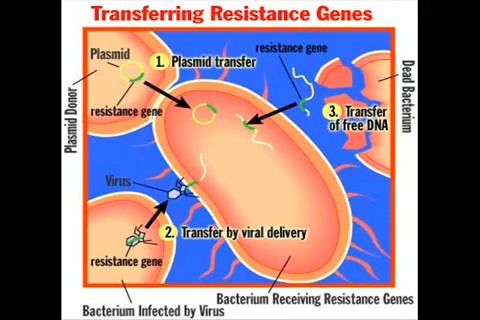 Transferring Resistance Genes
Plasmid
1. Plasmid transfer
resistance gene
resistance gene
Plasmid Donor
Dead Bacterium
3. Transfer
of free DNA
Virus
2. Transfer by viral delivery
resistance gene
Bacterium Receiving Resistance Genes
Bacterium Infected by Virus